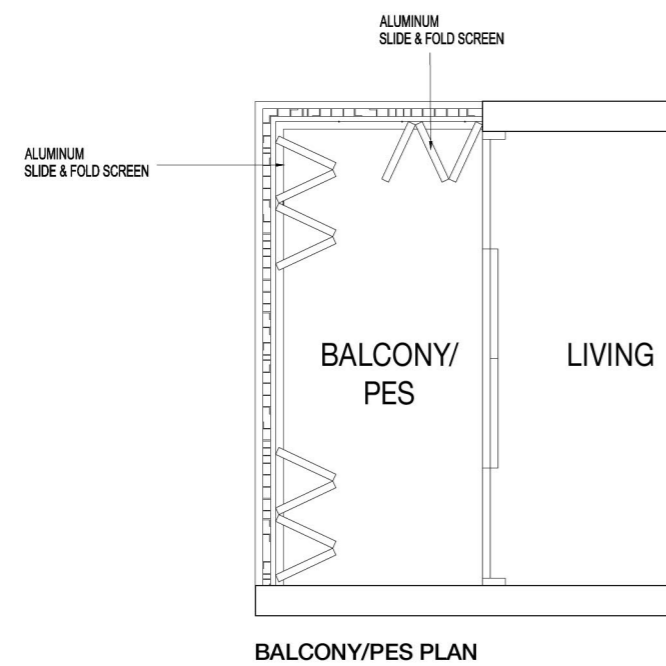 ALUMINUM
SLIDE & FOLD SCREEN
ALUMINUM
SLIDE & FOLD SCREEN
BALCONY/
PES
LIVING
BALCONY/PES PLAN